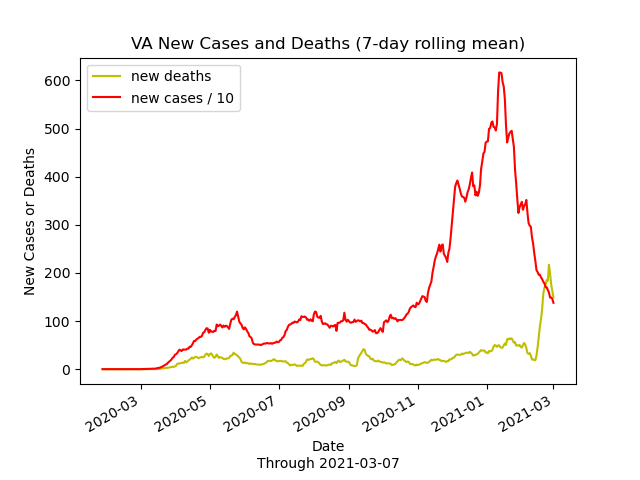 VA New Cases and Deaths (7-day rolling mean)
new deaths
new cases / 10
600
500
400
300
200
100
0
New Cases or Deaths
2020-03
2020-05
2020-07
2020-09
2020-11
2021-01
2021-03
Date
Through 2021-03-07